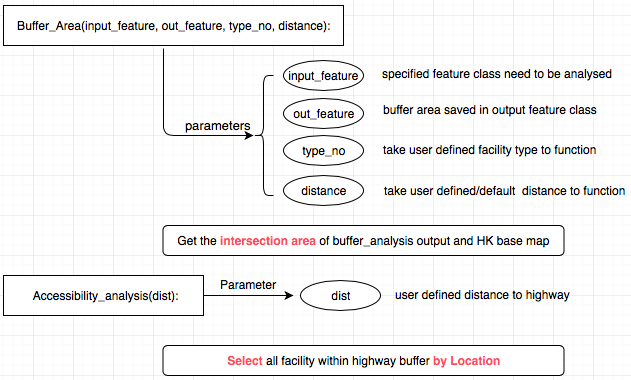 Buffer_Area(input_feature, out_feature, type_no, distance):
parameters
input_feature specified feature class need to be analysed
out_feature buffer area saved in output feature class
type_no take user defined facility type to function
distance take user defined/default distance to function
Get the intersection area of buffer_analysis output and HK base map
Accessibility_analysis(dist):
Parameter
dist user defined distance to highway
Select all facility within highway buffer by Location